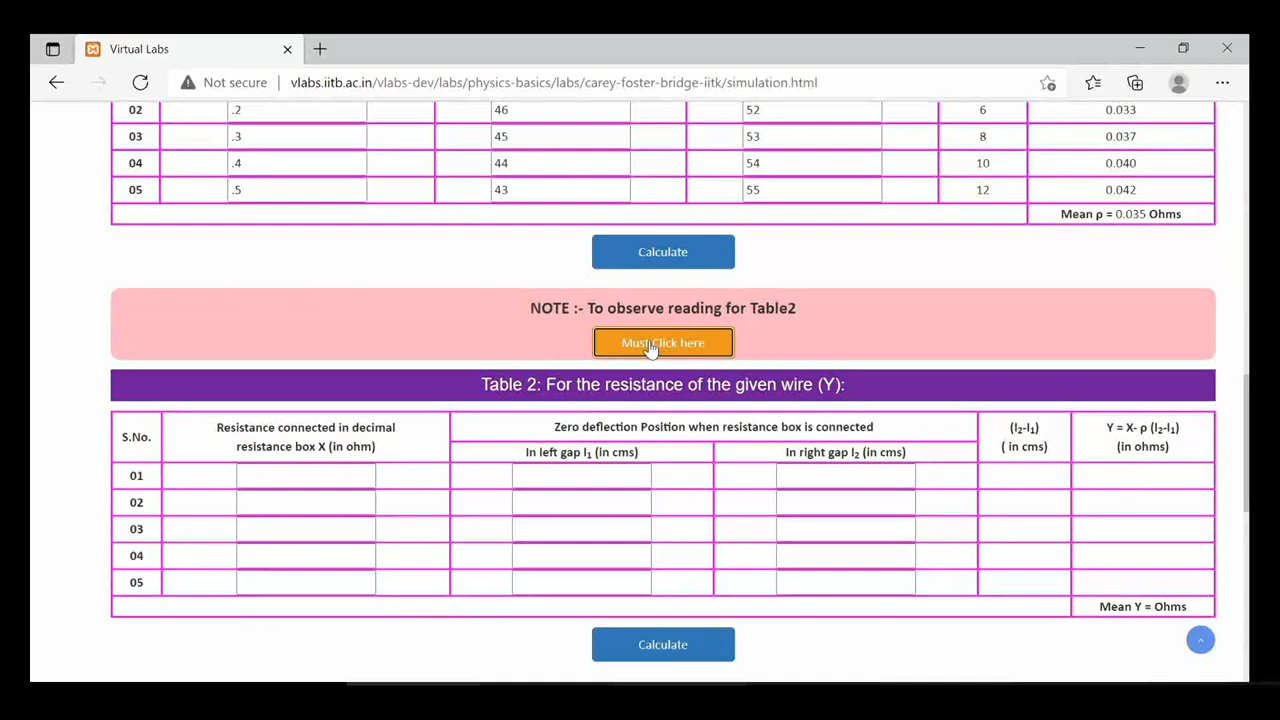 Virtual Labs
Not secure vlabs.iitb.ac.in/vlabs-dev/labs/physics-basics/labs/carey-foster-bridge-iitk/simulation.html
02 .2 46 52 6 0.033
03 .3 45 53 8 0.037
04 .4 44 54 10 0.040
05 .5 43 55 12 0.042
Mean ρ = 0.035 Ohms
Calculate
NOTE :- To observe reading for Table2
Must Click here
Table 2: For the resistance of the given wire (Y):
S.No.
Resistance connected in decimal
resistance box X (in ohm)
Zero deflection Position when resistance box is connected
In left gap l₁ (in cms)
In right gap l₂ (in cms)
(l₂-l₁)
( in cms)
Y = X- ρ (l₂-l₁)
(in ohms)
01
02
03
04
05
Mean Y = Ohms
Calculate